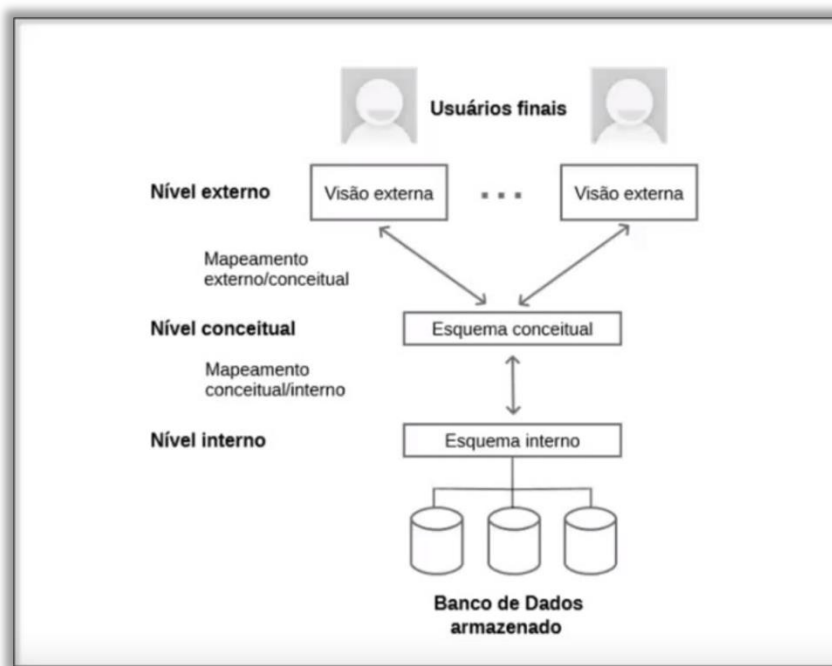 Usuários finais
Nível externo
Visão externa
. . .
Visão externa
Mapeamento
externo/conceitual
Nível conceitual
Esquema conceitual
Mapeamento
conceitual/interno
Nível interno
Esquema interno
Banco de Dados
armazenado